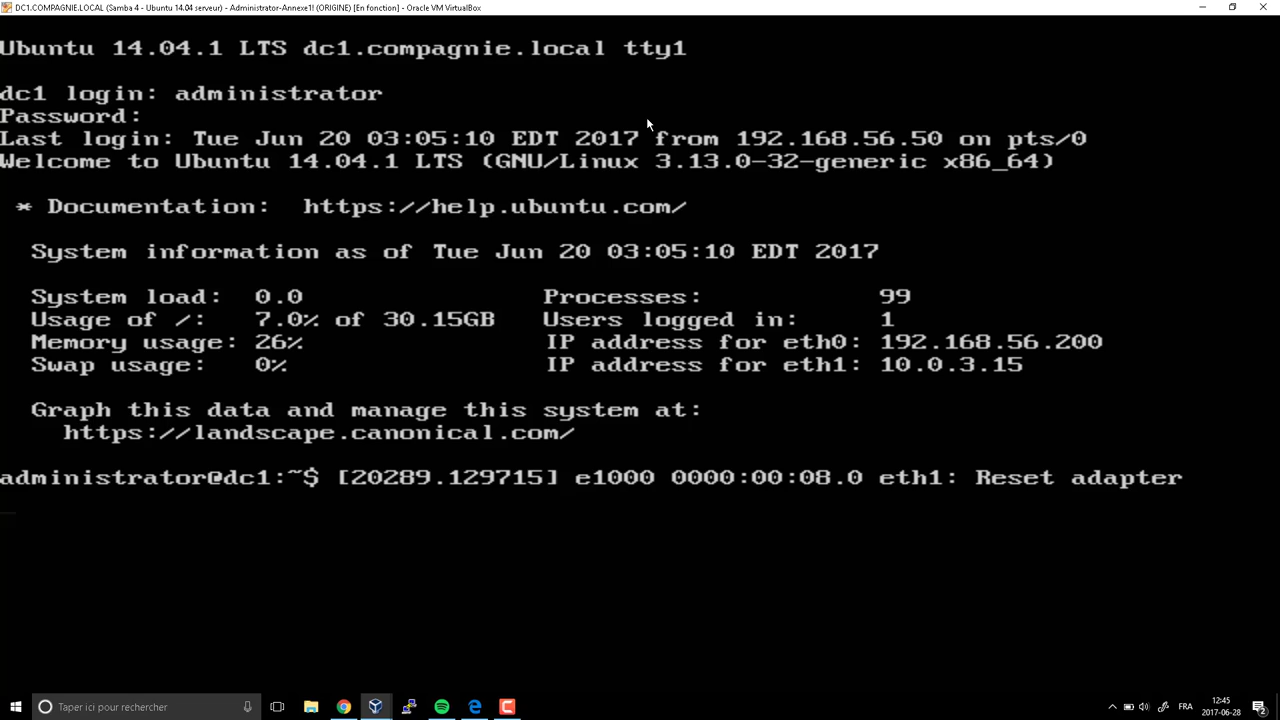 DC1.COMPAGNIE.LOCAL (Samba 4 - Ubuntu 14.04 serveur) - Administrator-Annexe1! (ORIGINE) [En fonction] - Oracle VM VirtualBox
Ubuntu 14.04.1 LTS dc1.compagnie.local tty1
dc1 login: administrator
Password:
Last login: Tue Jun 20 03:05:10 EDT 2017 from 192.168.56.50 on pts/0
Welcome to Ubuntu 14.04.1 LTS (GNU/Linux 3.13.0-32-generic x86_64)
* Documentation:  https://help.ubuntu.com/
System information as of Tue Jun 20 03:05:10 EDT 2017
System load: 0.0 Processes: 99
Usage of /: 7.0% of 30.15GB Users logged in: 1
Memory usage: 26% IP address for eth0: 192.168.56.200
Swap usage: 0% IP address for eth1: 10.0.3.15
Graph this data and manage this system at:
https://landscape.canonical.com/
administrator@dc1:~$ [20289.129715] e1000 0000:00:08.0 eth1: Reset adapter
Taper ici pour rechercher
FRA
12:45
2017-06-28
2